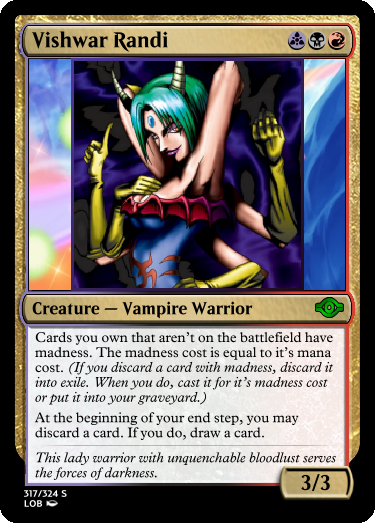 Vishwar Randi
Creature — Vampire Warrior
Cards you own that aren't on the battlefield have
madness. The madness cost is equal to it's mana
cost. (If you discard a card with madness, discard it
into exile. When you do, cast it for it's madness cost
or put it into your graveyard.)
At the beginning of your end step, you may
discard a card. If you do, draw a card.
This lady warrior with unquenchable bloodlust serves
the forces of darkness.
3/3
317/324 S
LOB